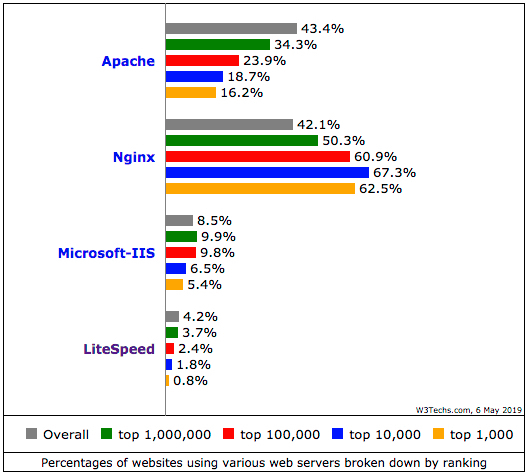 43.4%
34.3%
Apache 23.9%
18.7%
16.2%
42.1%
50.3%
Nginx 60.9%
67.3%
62.5%
8.5%
9.9%
Microsoft-IIS 9.8%
6.5%
5.4%
4.2%
3.7%
LiteSpeed 2.4%
1.8%
0.8%
W3Techs.com, 6 May 2019
Overall top 1,000,000 top 100,000 top 10,000 top 1,000
Percentages of websites using various web servers broken down by ranking